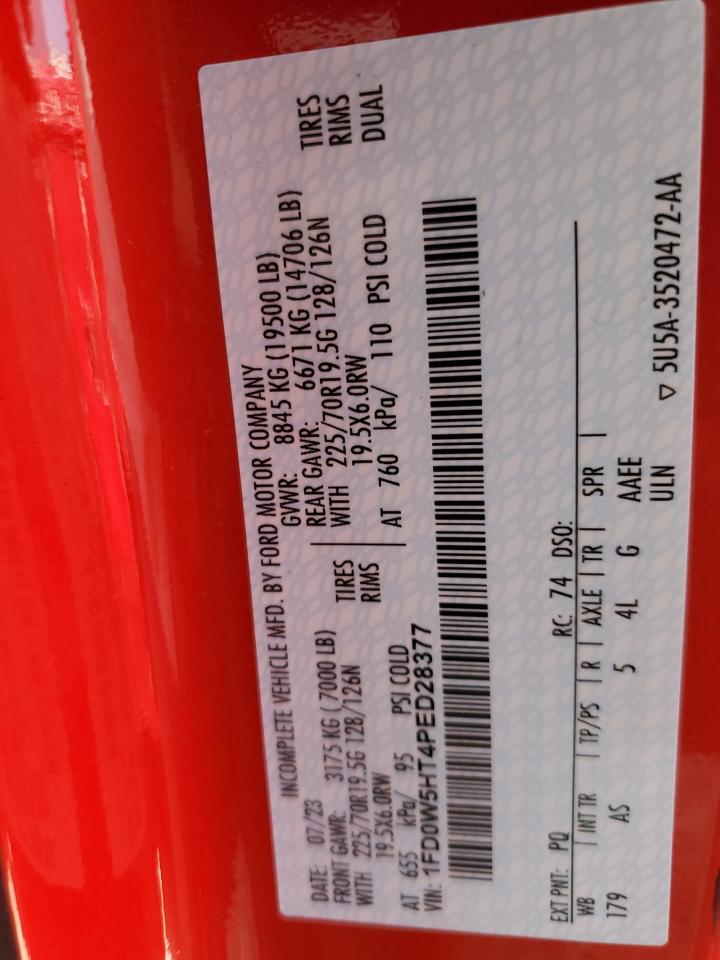 INCOMPLETE VEHICLE MFD. BY FORD MOTOR COMPANY
DATE: 07/23 GVWR: 8845 KG (19500 LB)
FRONT GAWR: 3175 KG (7000 LB) REAR GAWR: 6671 KG (14706 LB)
WITH 225/70R19.5G 128/126N TIRES WITH 225/70R19.5G 128/126N TIRES
19.5X6.0RW RIMS 19.5X6.0RW RIMS
AT 655 kPa/ 95 PSI COLD AT 760 kPa/ 110 PSI COLD DUAL
VIN: 1FD0W5HT4PED28377
EXT PNT: PQ RC: 74 DSO:
WB | INT TR | TP/PS | R | AXLE | TR | SPR |
179 AS 5 4L G AAEE
ULN ▽ 5U5A-3520472-AA